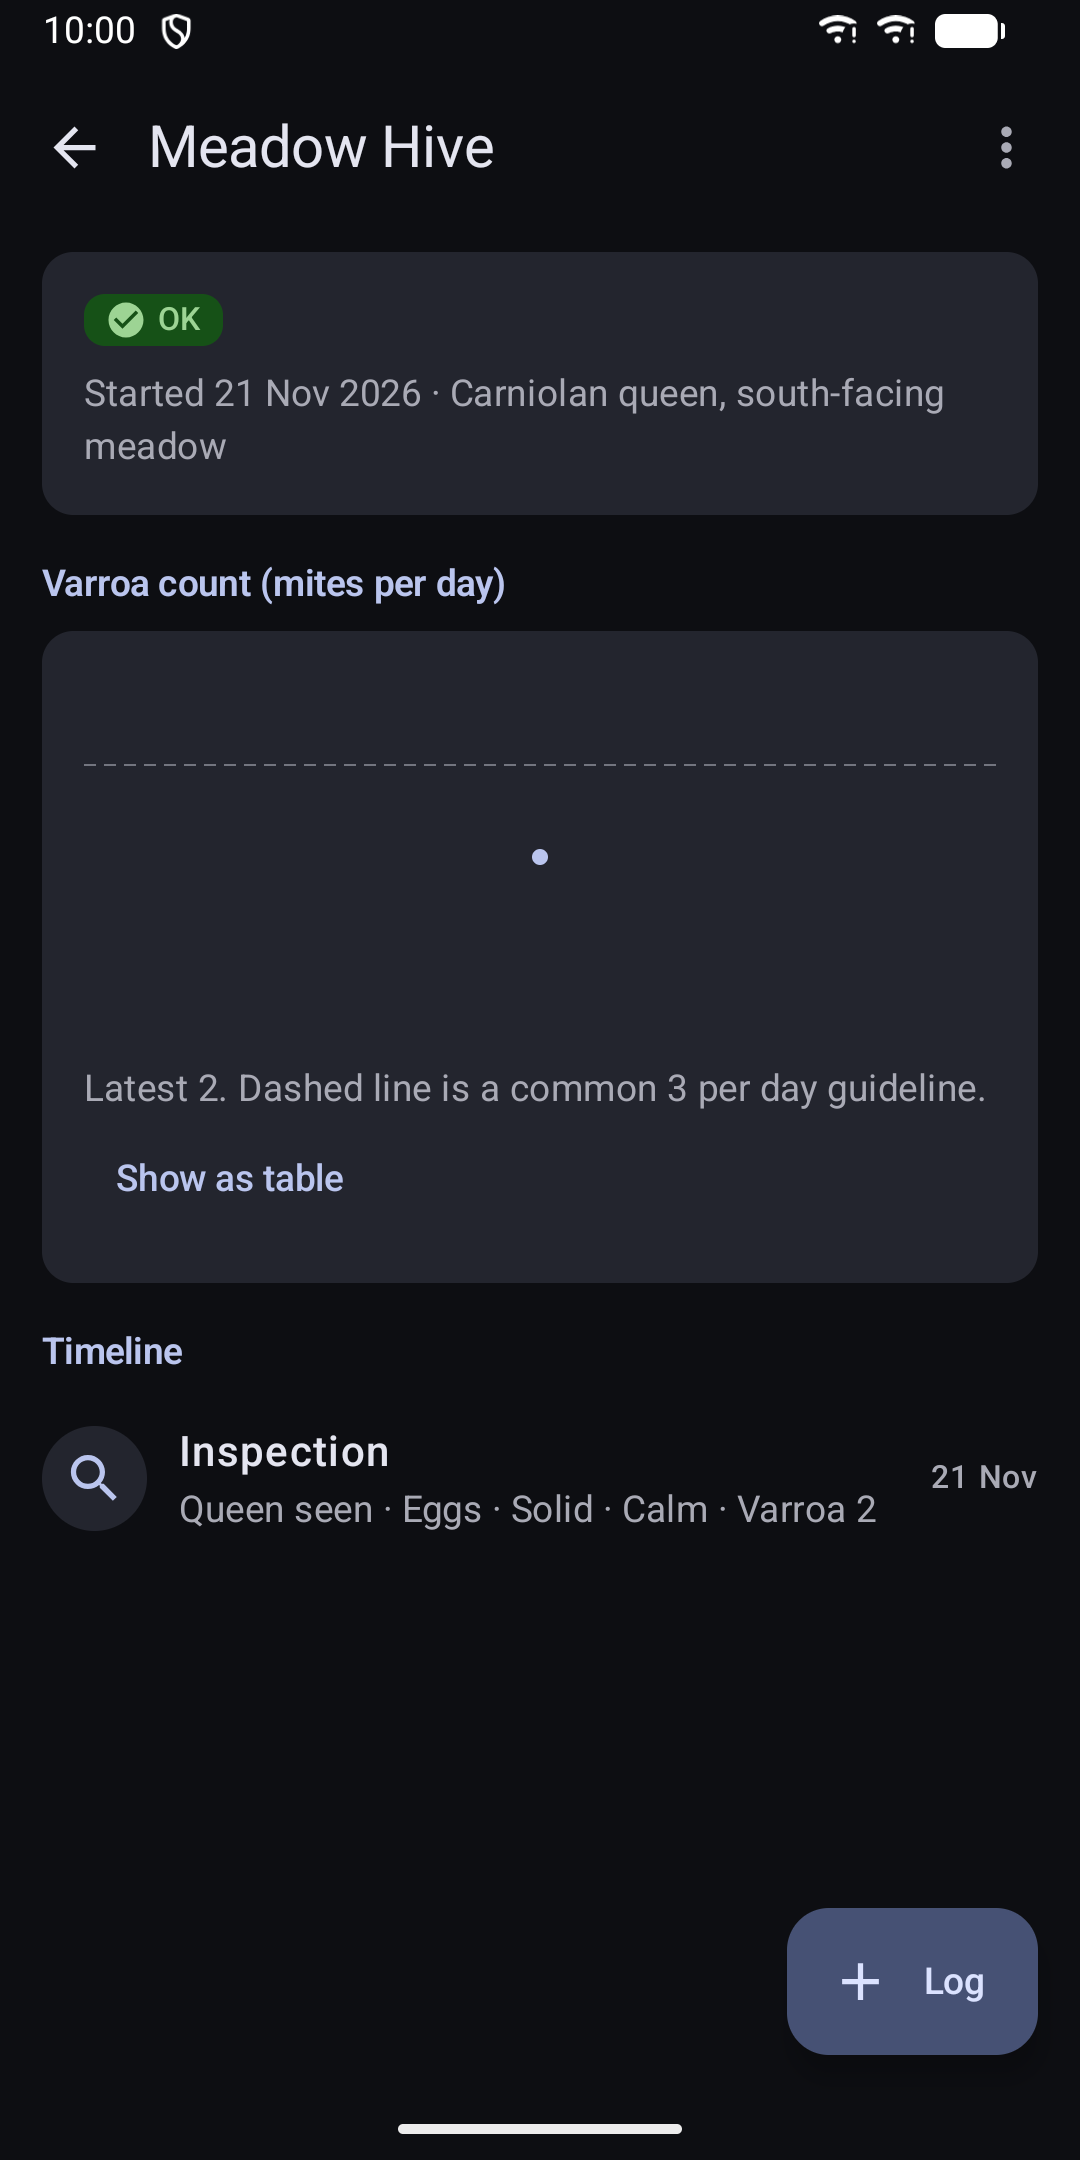 10:00
Meadow Hive
OK
Started 21 Nov 2026 · Carniolan queen, south-facing
meadow
Varroa count (mites per day)
Latest 2. Dashed line is a common 3 per day guideline.
Show as table
Timeline
Inspection
Queen seen · Eggs · Solid · Calm · Varroa 2
21 Nov
Log